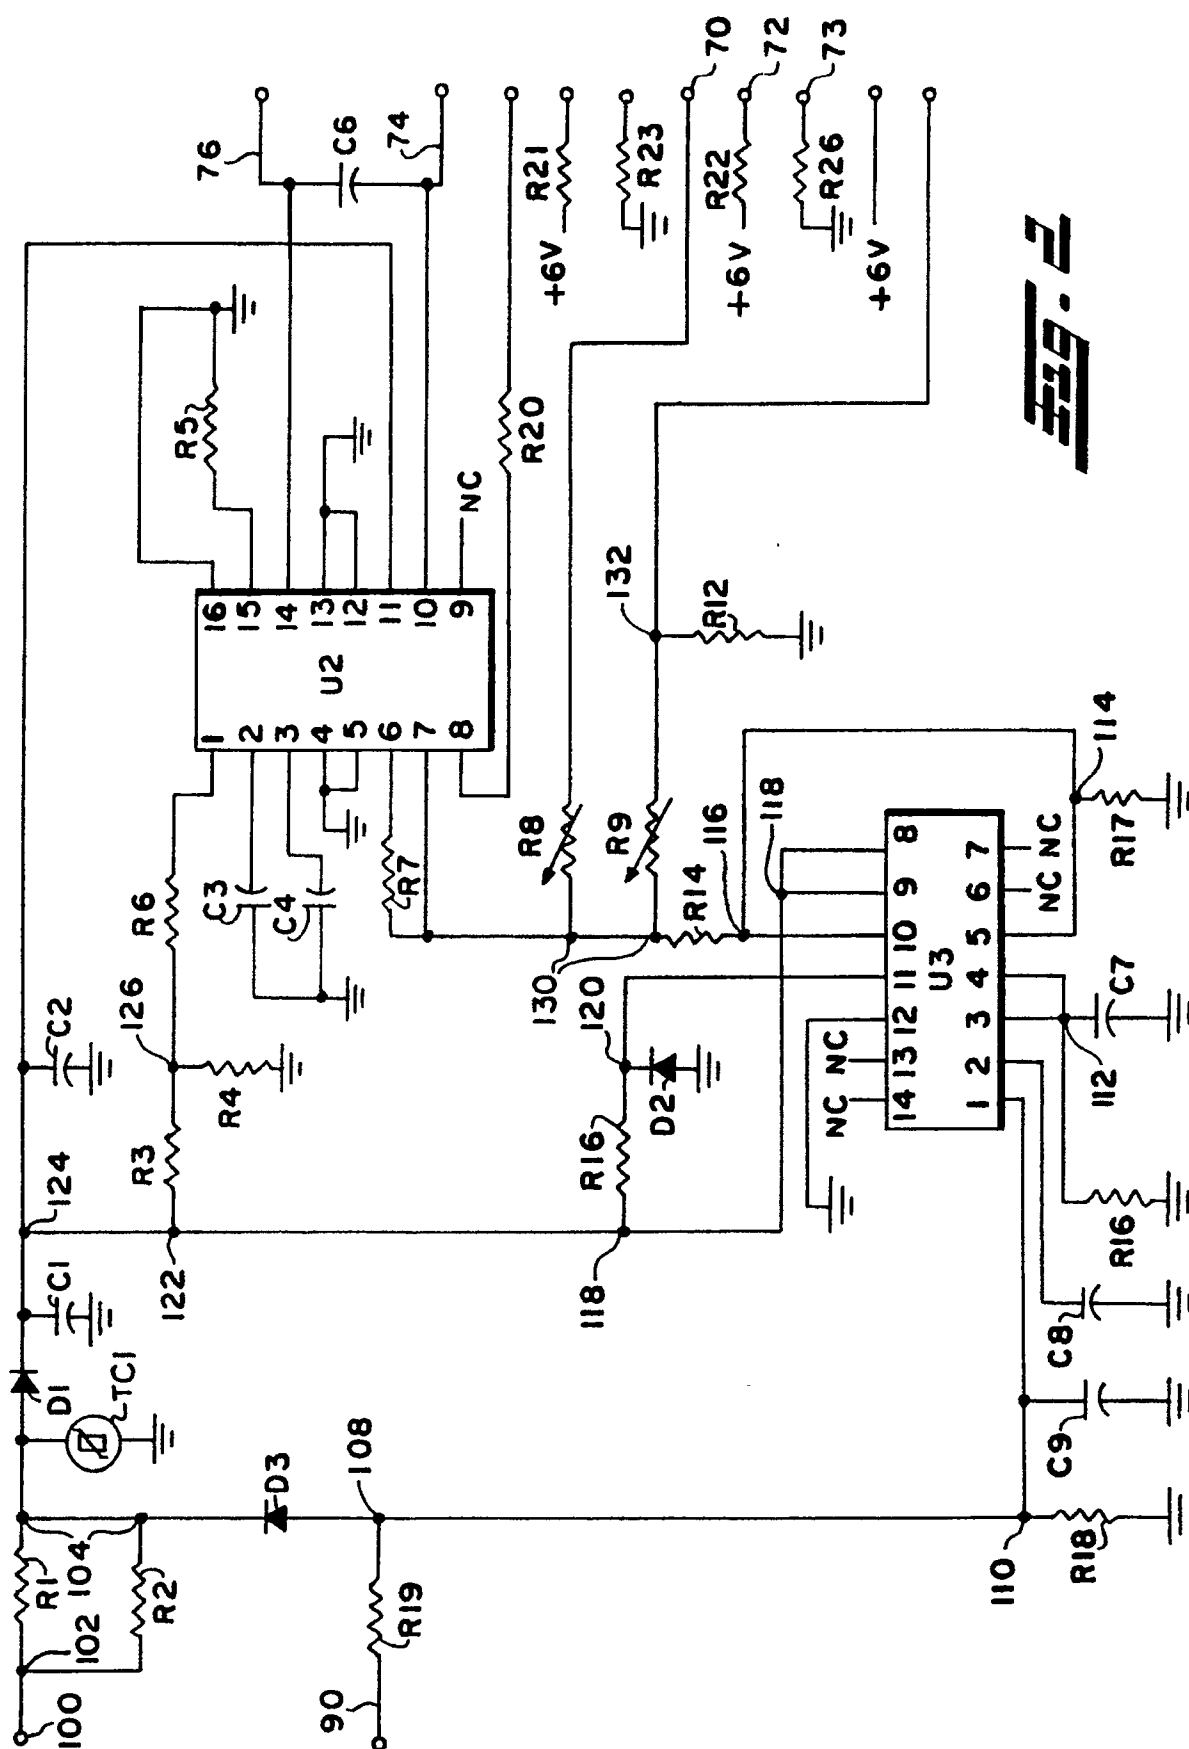 76
C6
74
R21
+6V
R23
70
R22
+6V
72
R26
73
+6V
R5
R20
NC
16 15 14 13 12 11 10 9
U2
1 2 3 4 5 6 7 8
R6
C3
C4
R7
R8
R9
132
R12
126
C2
R4
R3
124
122
130
120
R14
116
118
D2
R16
118
C1
D1
TC1
NC NC
14 13 12 11 10 9 8
U3
1 2 3 4 5 6 7
NC NC
114
R17
C7
112
R16
C8
C9
R18
110
D3
108
R19
90
R1
104
R2
102
100
Fig. 2